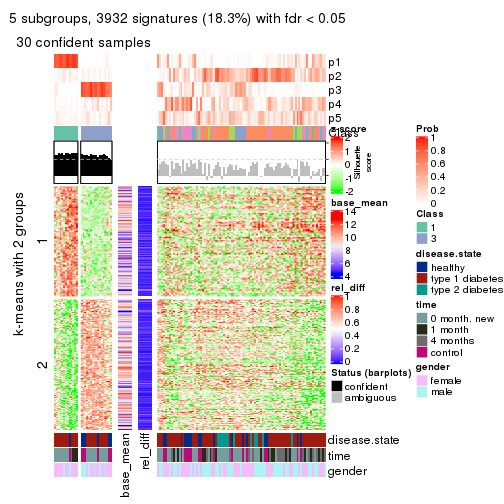 5 subgroups, 3932 signatures (18.3%) with fdr < 0.05
30 confident samples
p1
p2
p3
p4
p5
Class
z-score
2
1
0
-1
-2
Silhouette
score
k-means with 2 groups
1
2
base_mean
14
12
10
8
6
4
rel_diff
1
0.8
0.6
0.4
0.2
0
Status (barplots)
confident
ambiguous
Prob
1
0.8
0.6
0.4
0.2
0
Class
1
3
disease.state
healthy
type 1 diabetes
type 2 diabetes
time
0 month. new
1 month
4 months
control
gender
female
male
disease.state
time
gender
base_mean
rel_diff